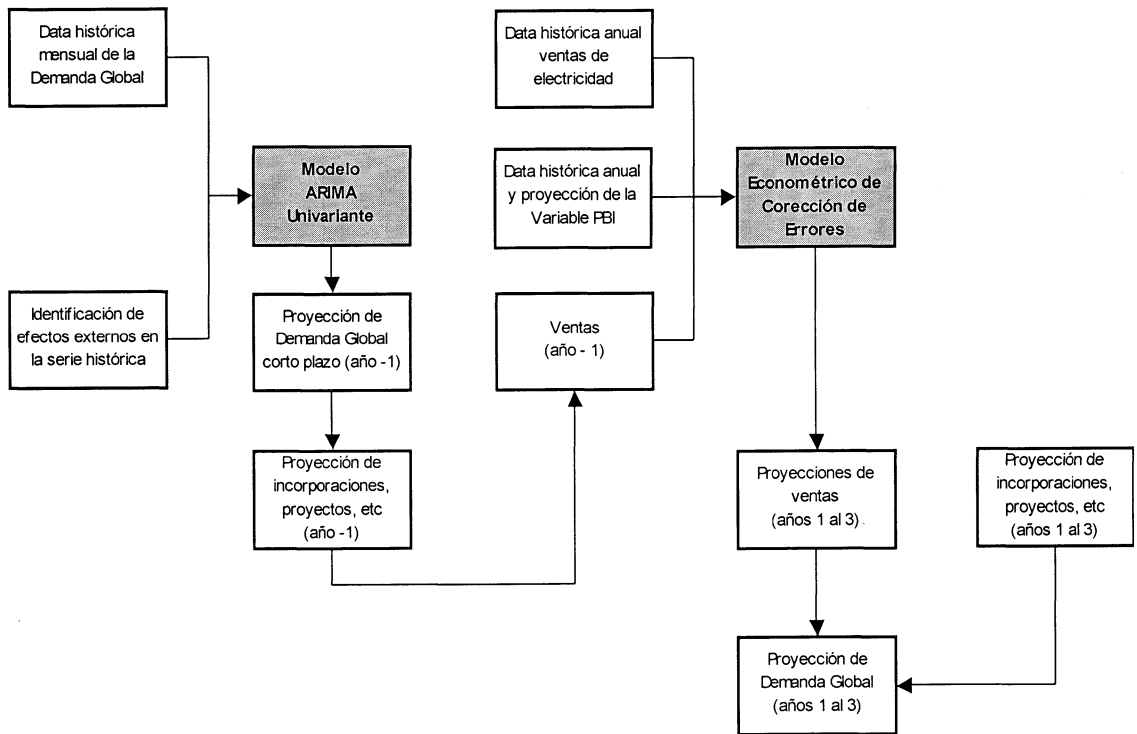 Data histórica
mensual de la
Demanda Global
Identificación de
efectos externos en
la serie histórica
Modelo
ARIMA
Univariante
Proyección de
Demanda Global
corto plazo (año -1)
Proyección de
incorporaciones,
proyectos, etc
(año -1)
Data histórica anual
ventas de
electricidad
Data histórica anual
y proyección de la
Variable PBI
Ventas
(año - 1)
Modelo
Econométrico de
Corección de
Errores
Proyecciones de
ventas
(años 1 al 3) .
Proyección de
incorporaciones,
proyectos, etc
(años 1 al 3)
Proyección de
Demanda Global
(años 1 al 3)